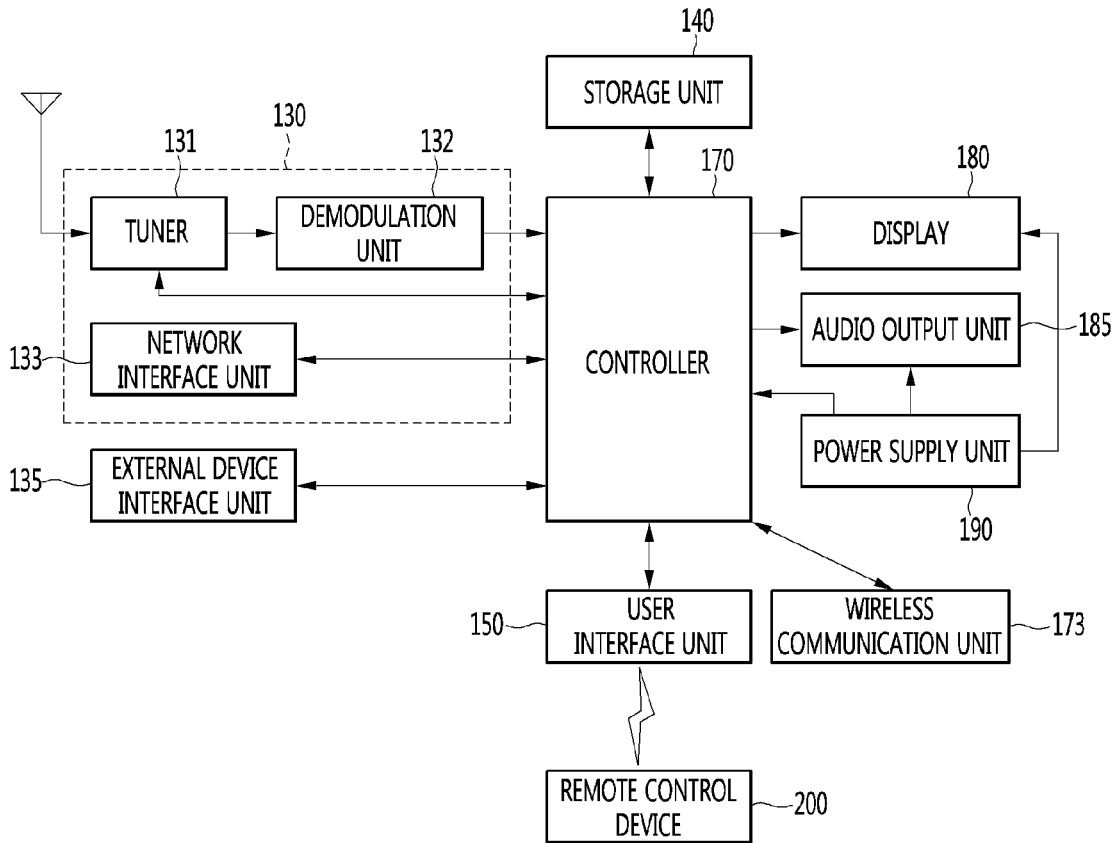 140
STORAGE UNIT
130
131
132
170
180
TUNER
DEMODULATION
UNIT
DISPLAY
133
NETWORK
INTERFACE UNIT
CONTROLLER
AUDIO OUTPUT UNIT
185
135
EXTERNAL DEVICE
INTERFACE UNIT
POWER SUPPLY UNIT
190
150
USER
INTERFACE UNIT
WIRELESS
COMMUNICATION UNIT
173
REMOTE CONTROL
DEVICE
200